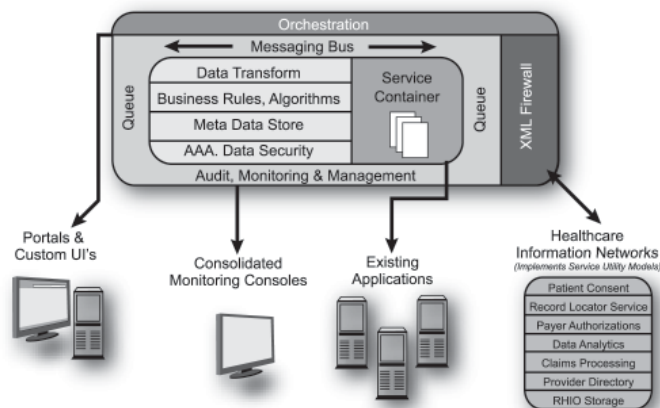 Orchestration
Messaging Bus
Queue
Data Transform
Business Rules, Algorithms
Meta Data Store
AAA. Data Security
Service
Container
Queue
XML Firewall
Audit, Monitoring & Management
Portals &
Custom UI's
Consolidated
Monitoring Consoles
Existing
Applications
Healthcare
Information Networks
(Implements Service Utility Models)
Patient Consent
Record Locator Service
Payer Authorizations
Data Analytics
Claims Processing
Provider Directory
RHIO Storage